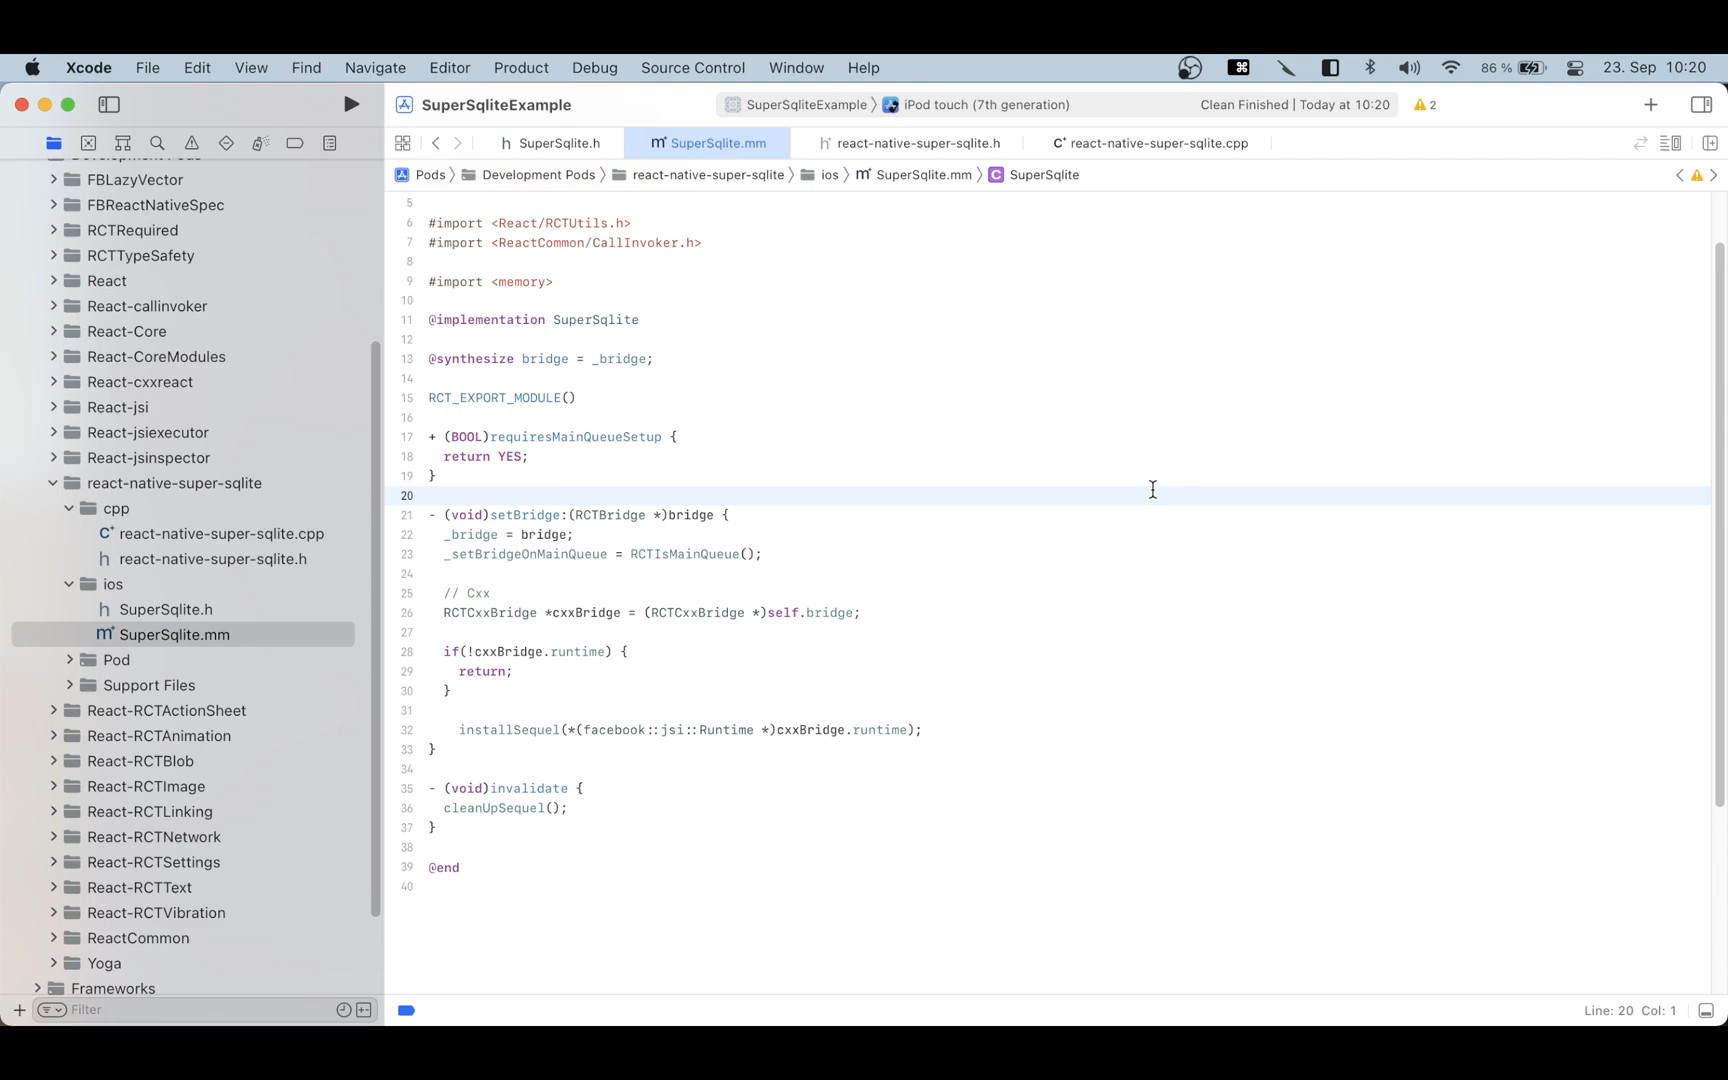 Xcode File Edit View Find Navigate Editor Product Debug Source Control Window Help 86 % 23. Sep 10:20
SuperSqliteExample SuperSqliteExample iPod touch (7th generation) Clean Finished | Today at 10:20 2
SuperSqlite.h SuperSqlite.mm react-native-super-sqlite.h react-native-super-sqlite.cpp
Pods Development Pods react-native-super-sqlite ios SuperSqlite.mm C SuperSqlite
Development Pods
FBLazyVector
FBReactNativeSpec
RCTRequired
RCTTypeSafety
React
React-callinvoker
React-Core
React-CoreModules
React-cxxreact
React-jsi
React-jsiexecutor
React-jsinspector
react-native-super-sqlite
cpp
react-native-super-sqlite.cpp
react-native-super-sqlite.h
ios
SuperSqlite.h
SuperSqlite.mm
Pod
Support Files
React-RCTActionSheet
React-RCTAnimation
React-RCTBlob
React-RCTImage
React-RCTLinking
React-RCTNetwork
React-RCTSettings
React-RCTText
React-RCTVibration
ReactCommon
Yoga
Frameworks
Filter
5
6 #import <React/RCTUtils.h>
7 #import <ReactCommon/CallInvoker.h>
8
9 #import <memory>
10
11 @implementation SuperSqlite
12
13 @synthesize bridge = _bridge;
14
15 RCT_EXPORT_MODULE()
16
17 + (BOOL)requiresMainQueueSetup {
18 return YES;
19 }
20
21 - (void)setBridge:(RCTBridge *)bridge {
22 _bridge = bridge;
23 _setBridgeOnMainQueue = RCTIsMainQueue();
24
25 // Cxx
26 RCTCxxBridge *cxxBridge = (RCTCxxBridge *)self.bridge;
27
28 if(!cxxBridge.runtime) {
29 return;
30 }
31
32 installSequel(*(facebook::jsi::Runtime *)cxxBridge.runtime);
33 }
34
35 - (void)invalidate {
36 cleanUpSequel();
37 }
38
39 @end
40
Line: 20 Col: 1